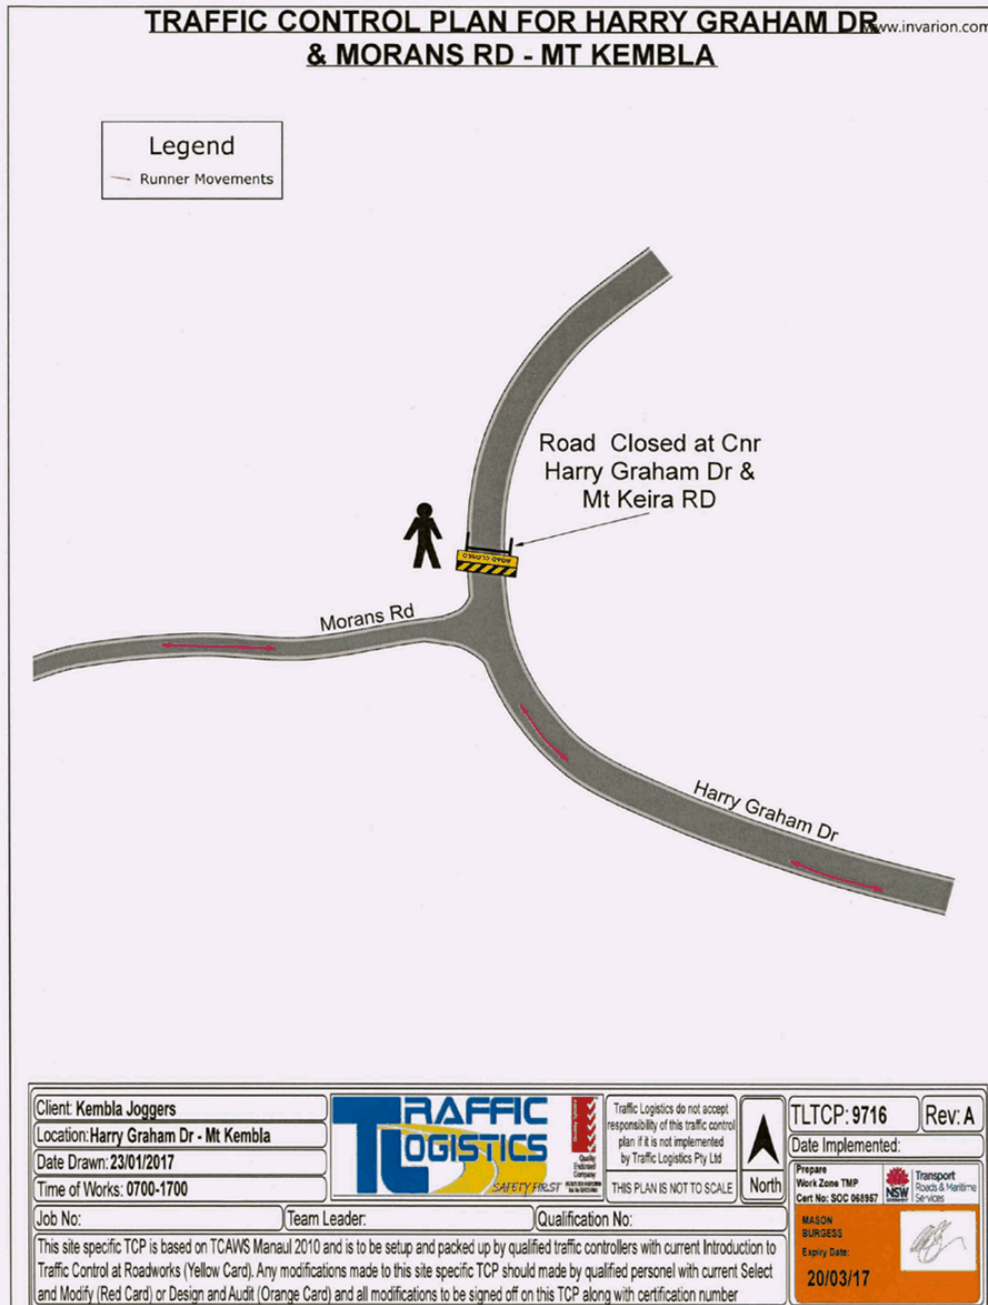 TRAFFIC CONTROL PLAN FOR HARRY GRAHAM DR
www.invarion.com
& MORANS RD - MT KEMBLA
Legend
Runner Movements
Road Closed at Cnr
Harry Graham Dr &
Mt Keira RD
ROAD CLOSED
Morans Rd
Harry Graham Dr
Client: Kembla Joggers
Location: Harry Graham Dr - Mt Kembla
Date Drawn: 23/01/2017
Time of Works: 0700-1700
TRAFFIC
LOGISTICS
SAFETY FIRST
Quality
Endorsed
Company
Traffic Logistics do not accept
responsibility of this traffic control
plan if it is not implemented
by Traffic Logistics Pty Ltd
THIS PLAN IS NOT TO SCALE
North
TLTCP: 9716
Rev: A
Date Implemented:
Prepare
Work Zone TMP
Cert No: SOC 068967
NSW
Transport
Roads & Maritime
Services
MASON
BURGESS
Expiry Date:
20/03/17
Job No:
Team Leader:
Qualification No:
This site specific TCP is based on TCAWS Manaul 2010 and is to be setup and packed up by qualified traffic controllers with current Introduction to
Traffic Control at Roadworks (Yellow Card). Any modifications made to this site specific TCP should made by qualified personel with current Select
and Modify (Red Card) or Design and Audit (Orange Card) and all modifications to be signed off on this TCP along with certification number